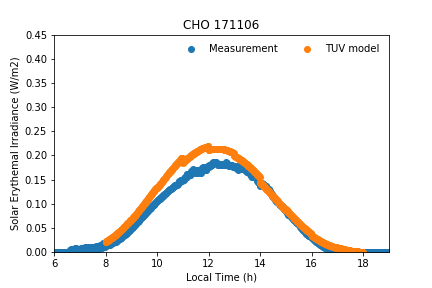 CHO 171106
Measurement TUV model
Solar Erythemal Irradiance (W/m2)
0.45
0.40
0.35
0.30
0.25
0.20
0.15
0.10
0.05
0.00
6 8 10 12 14 16 18
Local Time (h)